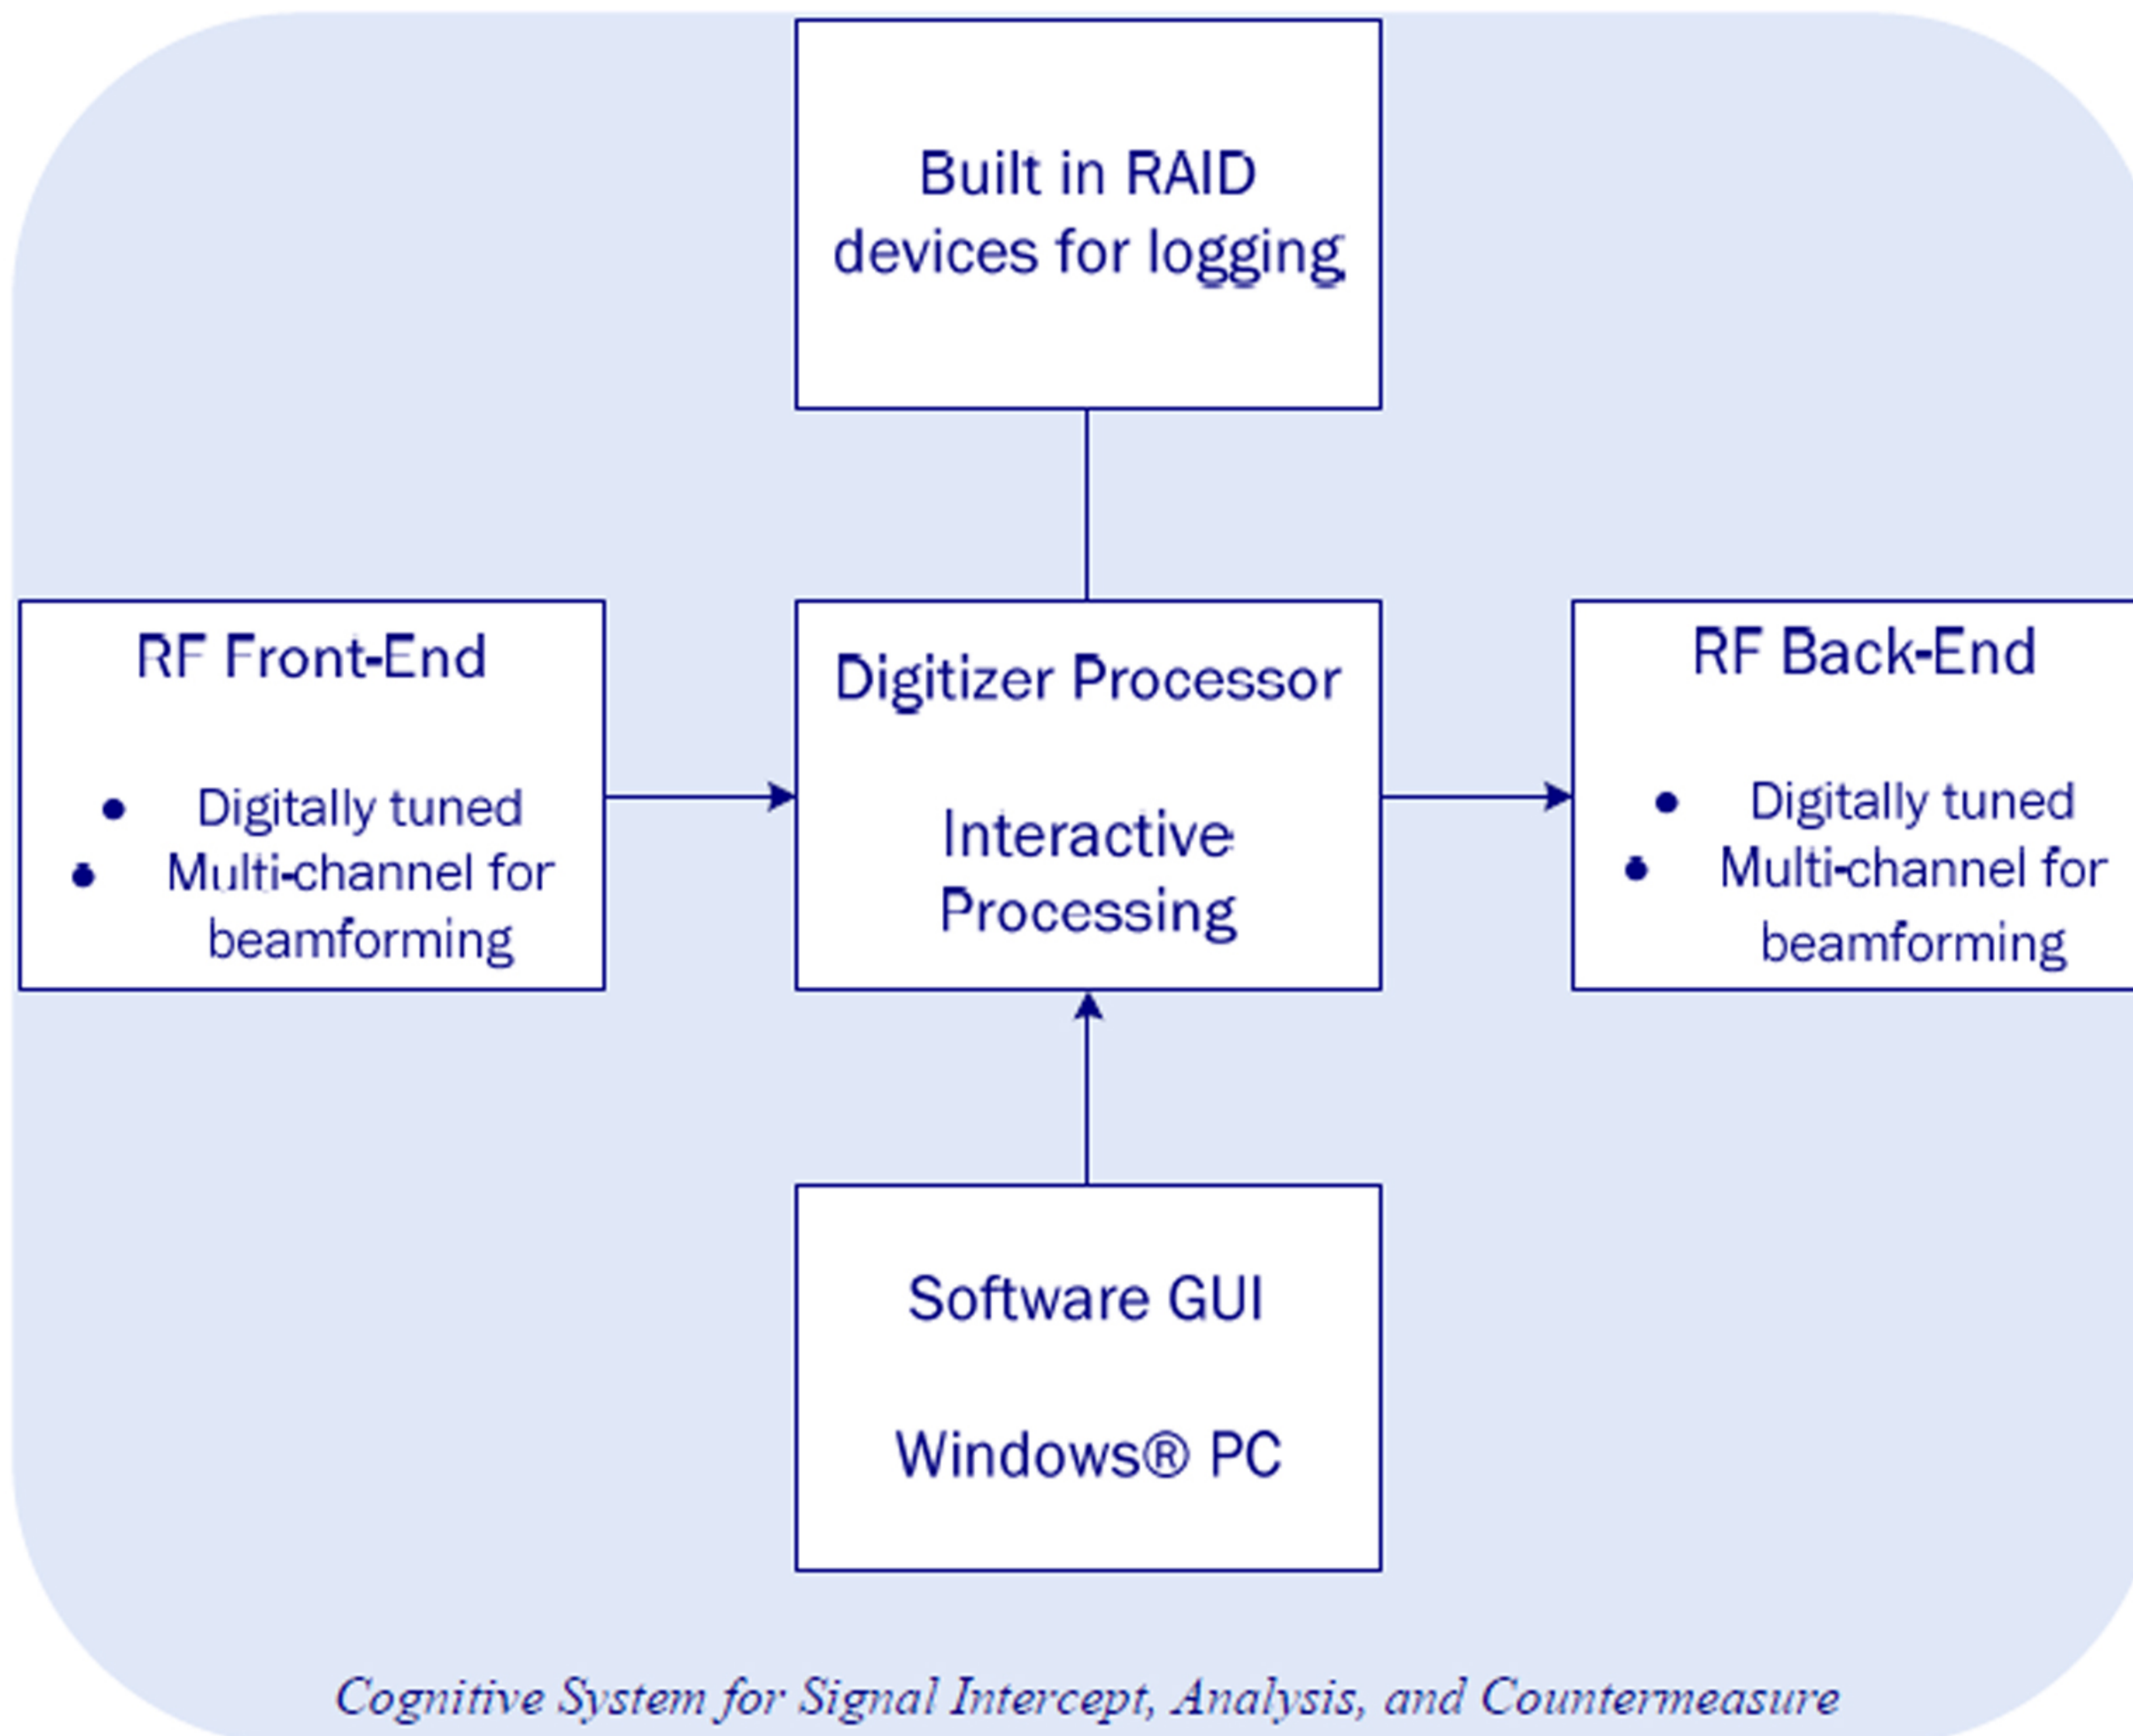 Built in RAID
devices for logging
RF Front-End
• Digitally tuned
• Multi-channel for
beamforming
Digitizer Processor
Interactive
Processing
RF Back-End
• Digitally tuned
• Multi-channel for
beamforming
Software GUI
Windows® PC
Cognitive System for Signal Intercept, Analysis, and Countermeasure